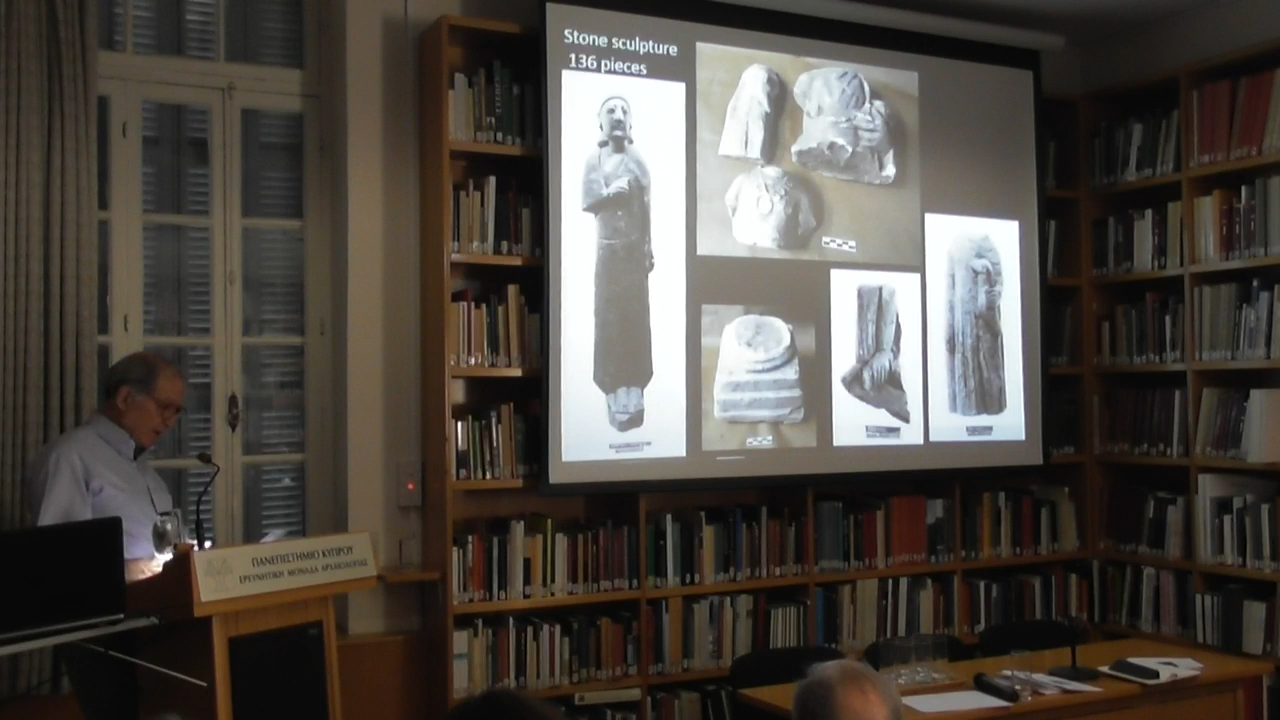 Stone sculpture
136 pieces
ΠΑΝΕΠΙΣΤΗΜΙΟ ΚΥΠΡΟΥ
ΕΡΕΥΝΗΤΙΚΗ ΜΟΝΑΔΑ ΑΡΧΑΙΟΛΟΓΙΑΣ